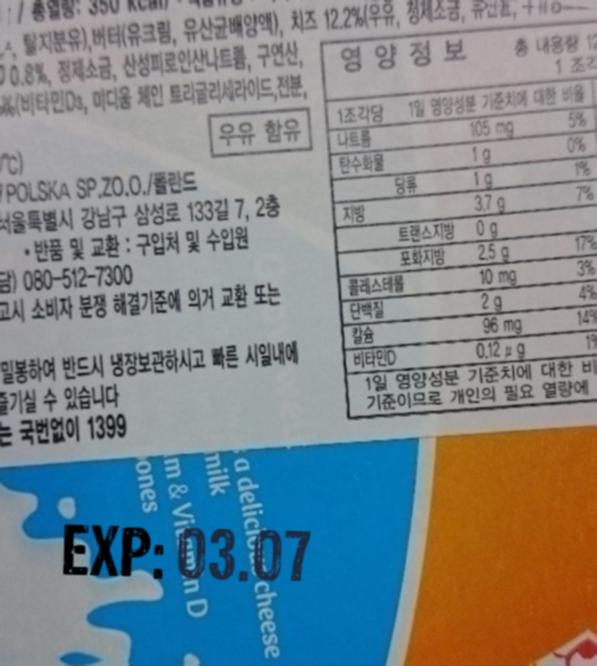 / 총열량: 350 kcal/
탈지분유),버터(유크림, 유산균배양액), 치즈 12.2%(우유, 정제소금, 유산균,
0.8%, 정제소금, 산성피로인산나트륨, 구연산,
(비타민D₃, 미디움 체인 트리글리세라이드,전분,
우유 함유
POLSKA SP.ZO.O./폴란드
서울특별시 강남구 삼성로 133길 7, 2층
• 반품 및 교환 : 구입처 및 수입원
담) 080-512-7300
고시 소비자 분쟁 해결기준에 의거 교환 또는
밀봉하여 반드시 냉장보관하시고 빠른 시일내에
즐기실 수 있습니다
는 국번없이 1399
영양정보 총 내용량 12
1 조각
1조각당 1일 영양성분 기준치에 대한 비율
나트륨 105 mg 5%
탄수화물 1 g 0%
당류 1 g 1%
지방 3.7 g 7%
트랜스지방 0 g
포화지방 2.5 g 17%
콜레스테롤 10 mg 3%
단백질 2 g 4%
칼슘 96 mg 14%
비타민D 0.12 μg 1%
1일 영양성분 기준치에 대한 비
기준이므로 개인의 필요 열량에
a delicious cheese
milk
m & Vitamin D
ones
EXP: 03.07